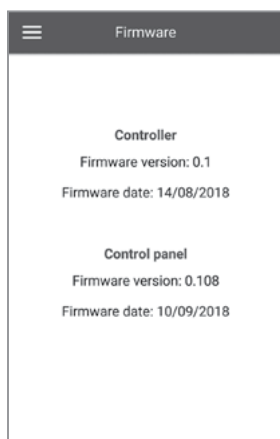 Firmware
Controller
Firmware version: 0.1
Firmware date: 14/08/2018
Control panel
Firmware version: 0.108
Firmware date: 10/09/2018